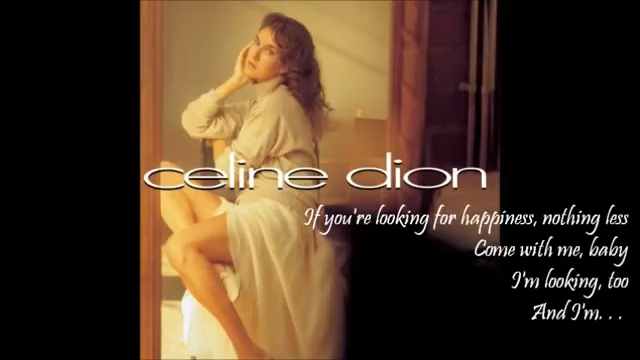 celine dion
If you're looking for happiness, nothing less
Come with me, baby
I'm looking, too
And I'm. . .